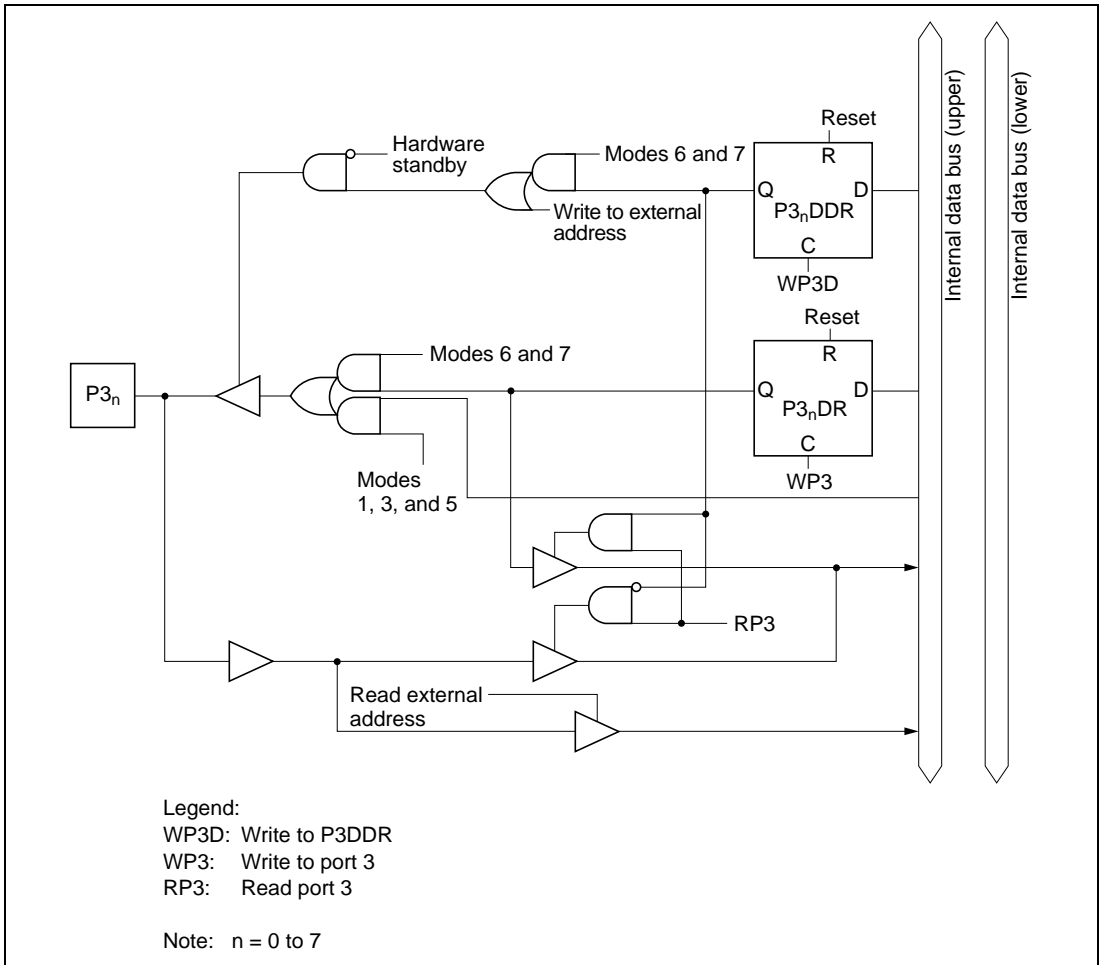 Reset
Hardware
standby
Modes 6 and 7
R
Q
D
P3nDDR
Write to external
address
C
WP3D
Internal data bus (upper)
Internal data bus (lower)
Reset
Modes 6 and 7
R
P3n
Q
D
P3nDR
C
WP3
Modes
1, 3, and 5
RP3
Read external
address
Legend:
WP3D: Write to P3DDR
WP3: Write to port 3
RP3: Read port 3
Note: n = 0 to 7